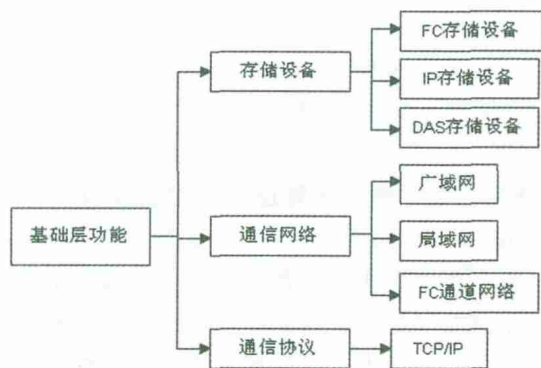 基础层功能
存储设备
FC存储设备
IP存储设备
DAS存储设备
通信网络
广域网
局域网
FC通道网络
通信协议
TCP/IP